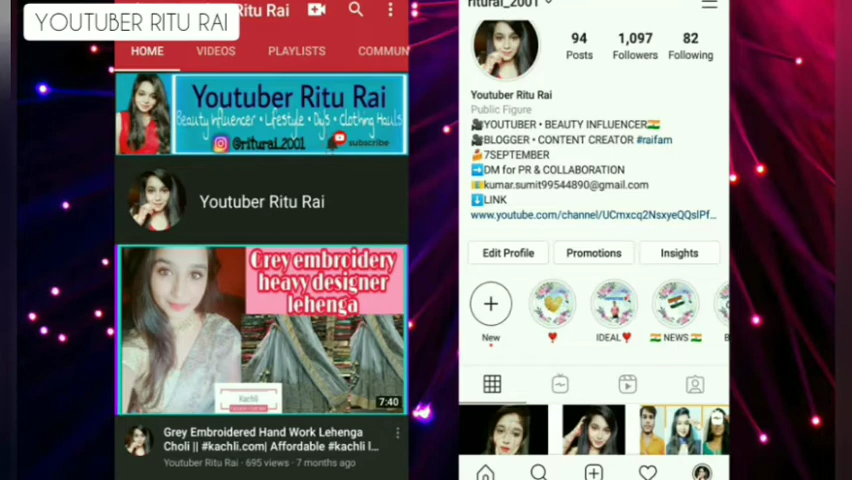 YOUTUBER RITU RAI
Ritu Rai
HOME VIDEOS PLAYLISTS COMMUN
Youtuber Ritu Rai
Beauty influencer • Lifestyle • Diy's • Clothing Hauls
@riturai_2001 subscribe
Youtuber Ritu Rai
Grey embroidery
heavy designer
lehenga
Kachli
7:40
Grey Embroidered Hand Work Lehenga
Choli || #kachli.com| Affordable #kachli l...
Youtuber Ritu Rai · 695 views · 7 months ago
riturai_2001
94 1,097 82
Posts Followers Following
Youtuber Ritu Rai
Public Figure
🎥YOUTUBER • BEAUTY INFLUENCER🇮🇳
🎥BLOGGER • CONTENT CREATOR #raifam
🎂7SEPTEMBER
➡️DM for PR & COLLABORATION
📧kumar.sumit99544890@gmail.com
⬇️LINK
www.youtube.com/channel/UCmxcq2NsxyeQQslPf...
Edit Profile Promotions Insights
New ❣️ IDEAL❣️ 🇮🇳 NEWS 🇮🇳 B